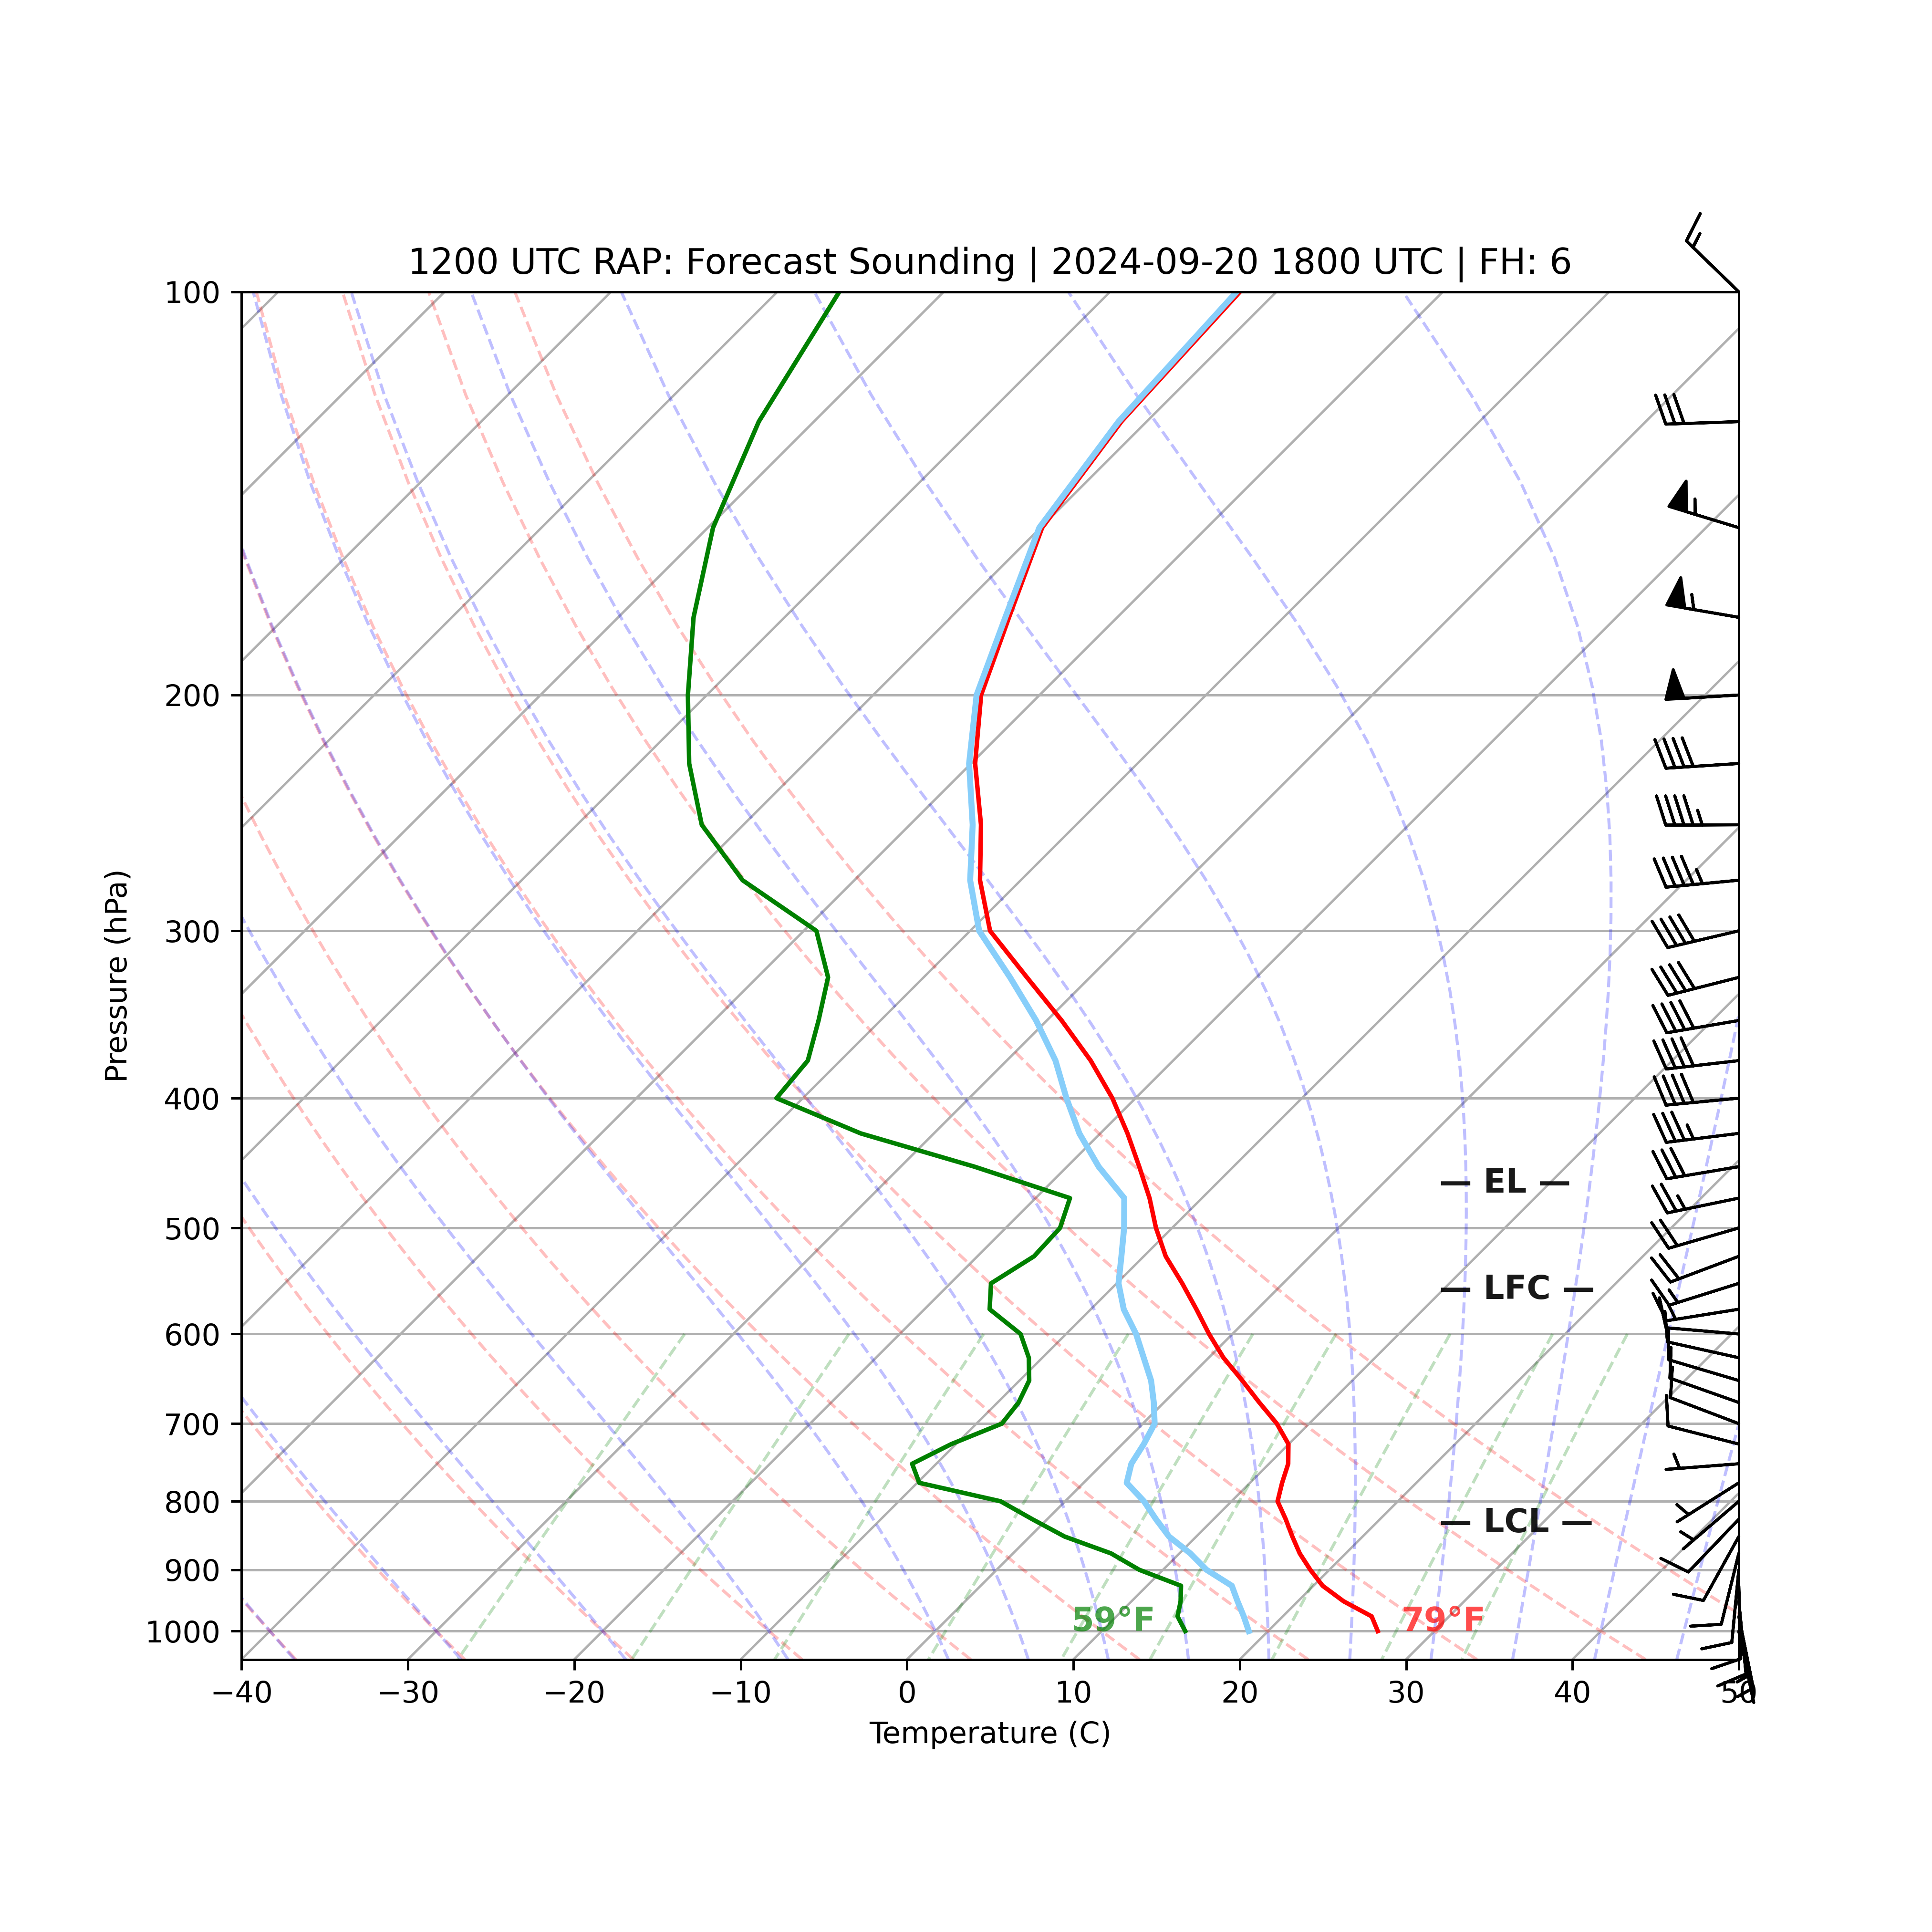 1200 UTC RAP: Forecast Sounding | 2024-09-20 1800 UTC | FH: 6
100
200
300
400
500
600
700
800
900
1000
Pressure (hPa)
— EL —
— LFC —
— LCL —
59°F
79°F
−40 −30 −20 −10 0 10 20 30 40 50
Temperature (C)